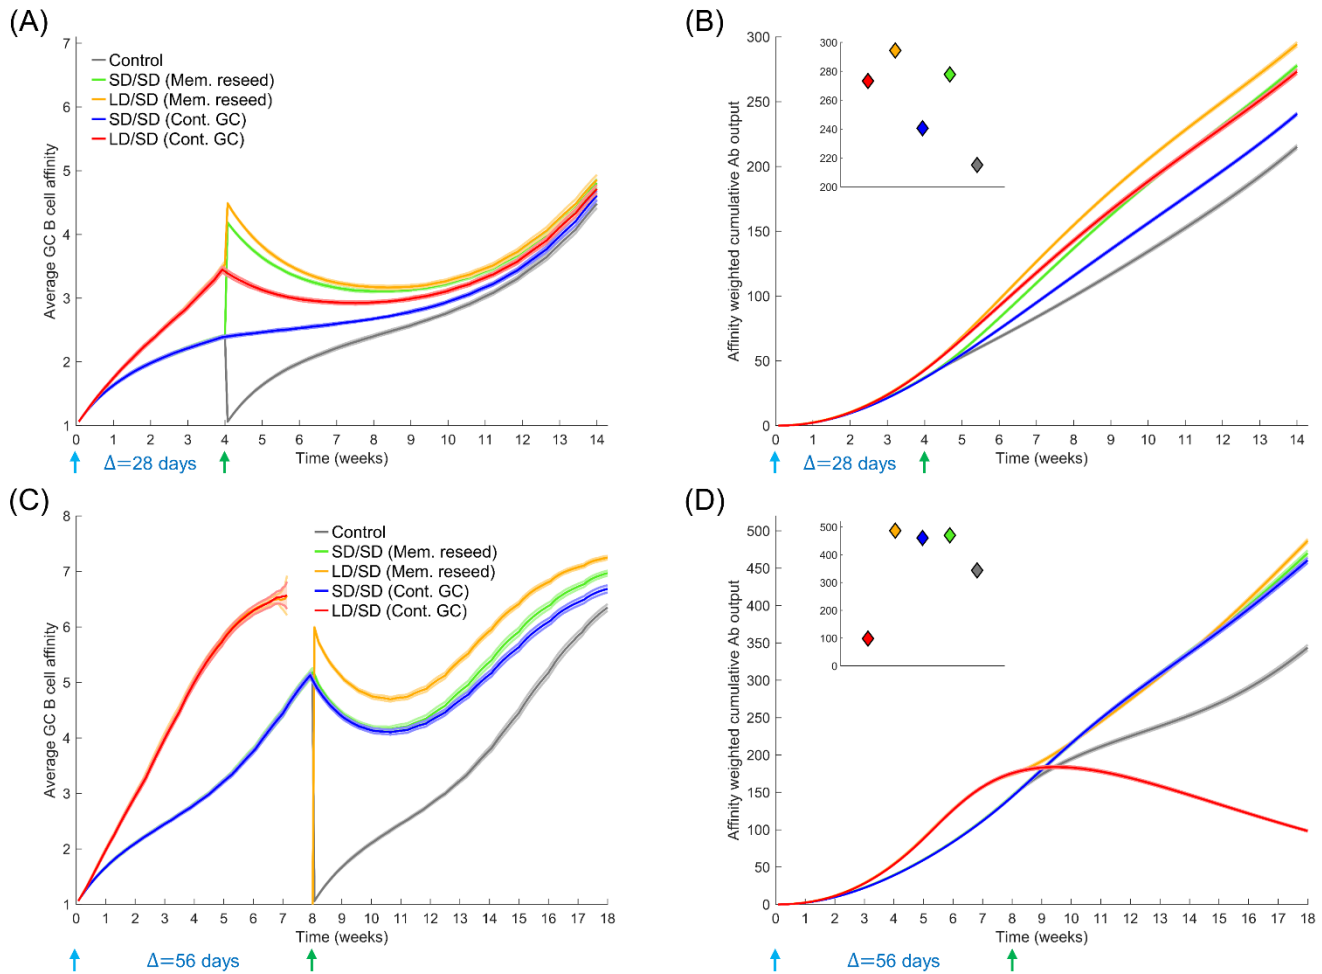 (A)
Average GC B cell affinity
7
6
5
4
3
2
1
Control
SD/SD (Mem. reseed)
LD/SD (Mem. reseed)
SD/SD (Cont. GC)
LD/SD (Cont. GC)
0 1 2 3 4 5 6 7 8 9 10 11 12 13 14
Δ=28 days
Time (weeks)
(B)
Affinity weighted cumulative Ab output
300
250
200
150
100
50
0
300
280
260
240
220
200
0 1 2 3 4 5 6 7 8 9 10 11 12 13 14
Δ=28 days
Time (weeks)
(C)
Average GC B cell affinity
8
7
6
5
4
3
2
1
Control
SD/SD (Mem. reseed)
LD/SD (Mem. reseed)
SD/SD (Cont. GC)
LD/SD (Cont. GC)
0 1 2 3 4 5 6 7 8 9 10 11 12 13 14 15 16 17 18
Time (weeks)
Δ=56 days
(D)
Affinity weighted cumulative Ab output
500
450
400
350
300
250
200
150
100
50
0
500
400
300
200
100
0
0 1 2 3 4 5 6 7 8 9 10 11 12 13 14 15 16 17 18
Time (weeks)
Δ=56 days